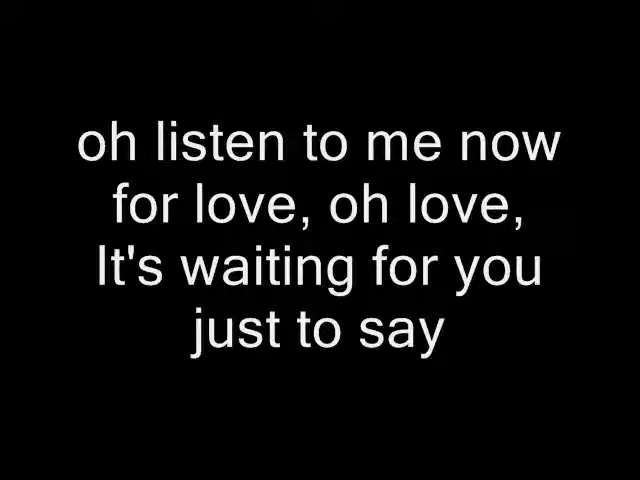 oh listen to me now
for love, oh love,
It's waiting for you
just to say